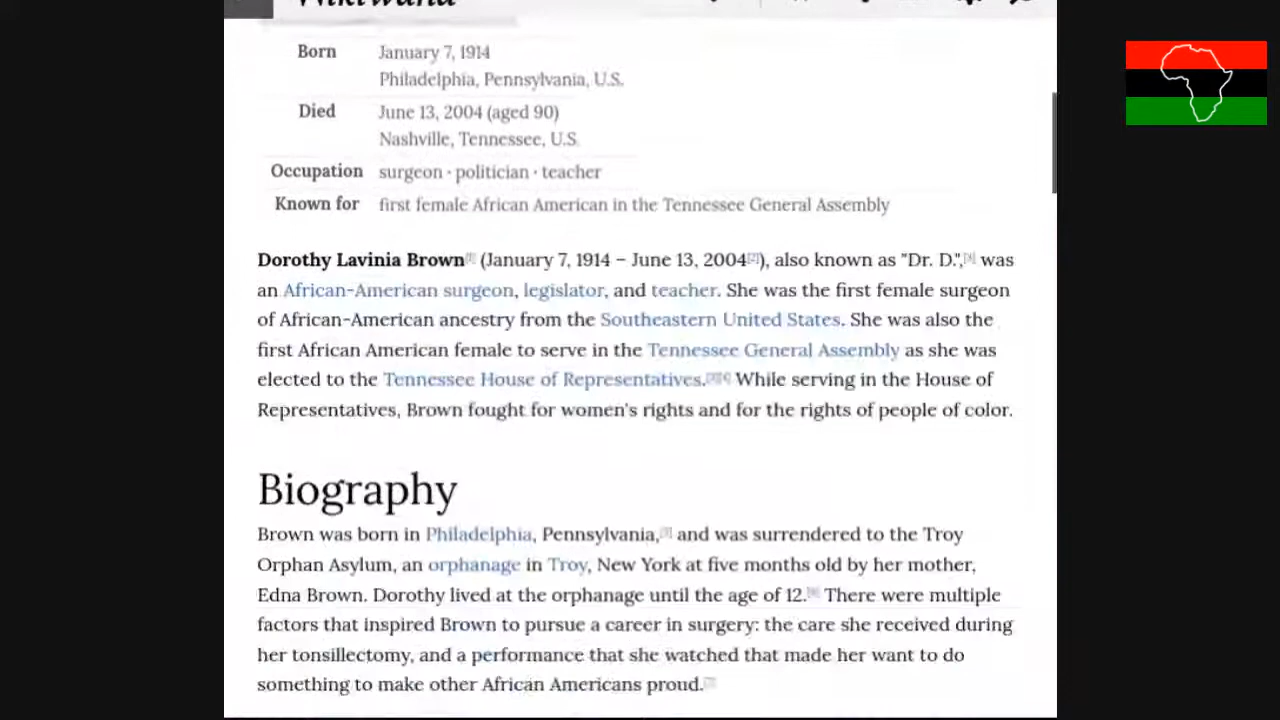 Wikiwand
Born January 7, 1914
Philadelphia, Pennsylvania, U.S.
Died June 13, 2004 (aged 90)
Nashville, Tennessee, U.S.
Occupation surgeon · politician · teacher
Known for first female African American in the Tennessee General Assembly
Dorothy Lavinia Brown[1] (January 7, 1914 – June 13, 2004[2]), also known as "Dr. D.",[3] was
an African-American surgeon, legislator, and teacher. She was the first female surgeon
of African-American ancestry from the Southeastern United States. She was also the
first African American female to serve in the Tennessee General Assembly as she was
elected to the Tennessee House of Representatives. While serving in the House of
Representatives, Brown fought for women's rights and for the rights of people of color.
Biography
Brown was born in Philadelphia, Pennsylvania, and was surrendered to the Troy
Orphan Asylum, an orphanage in Troy, New York at five months old by her mother,
Edna Brown. Dorothy lived at the orphanage until the age of 12. There were multiple
factors that inspired Brown to pursue a career in surgery: the care she received during
her tonsillectomy, and a performance that she watched that made her want to do
something to make other African Americans proud.